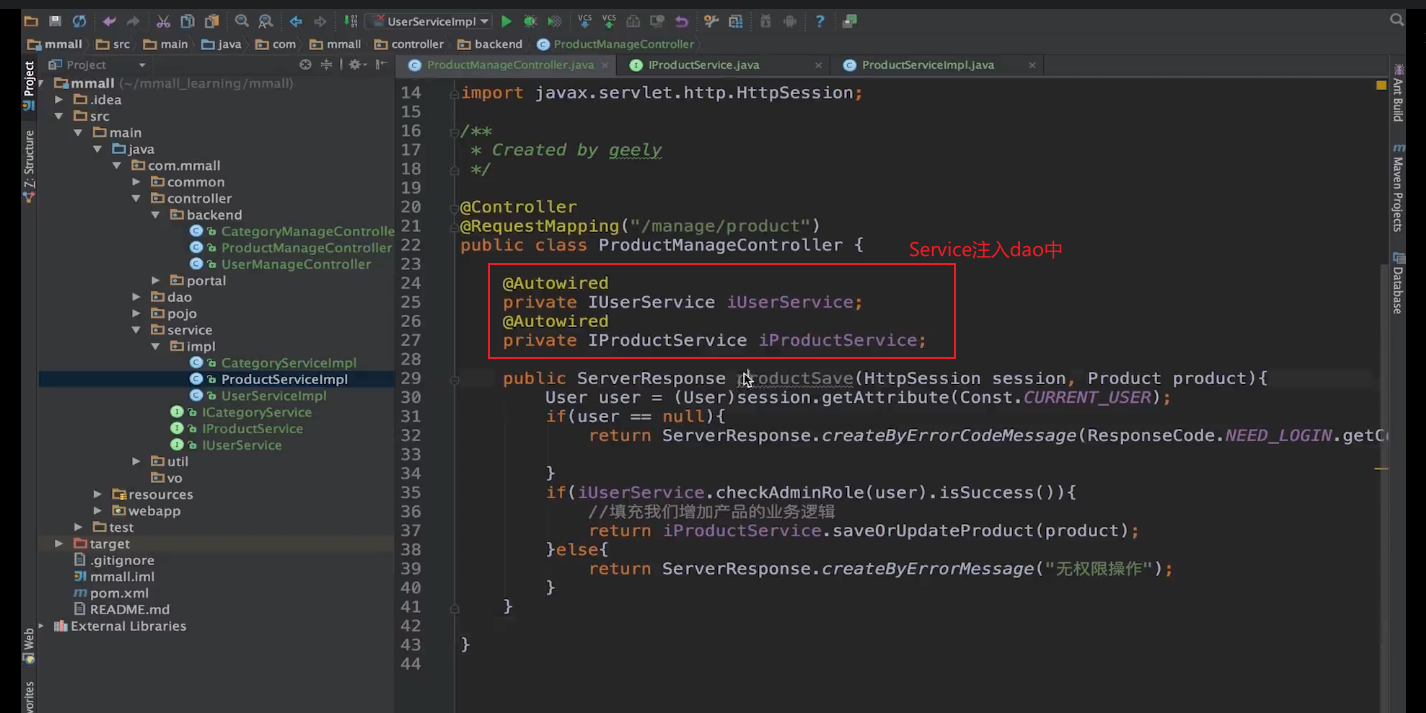 UserServiceImpl
mmall src main java com mmall controller backend ProductManageController
Project
ProductManageController.java
IProductService.java
ProductServiceImpl.java
Project
Z: Structure
Web
mmall (~/mmall_learning/mmall)
.idea
src
main
java
com.mmall
common
controller
backend
CategoryManageControlle
ProductManageController
UserManageController
portal
dao
pojo
service
impl
CategoryServiceImpl
ProductServiceImpl
UserServiceImpl
ICategoryService
IProductService
IUserService
util
vo
resources
webapp
test
target
.gitignore
mmall.iml
pom.xml
README.md
External Libraries
14 import javax.servlet.http.HttpSession;
15
16 /**
17 * Created by geely
18 */
19
20 @Controller
21 @RequestMapping("/manage/product")
22 public class ProductManageController {
Service注入dao中
23
24 @Autowired
25 private IUserService iUserService;
26 @Autowired
27 private IProductService iProductService;
28
29 public ServerResponse productSave(HttpSession session, Product product){
30 User user = (User)session.getAttribute(Const.CURRENT_USER);
31 if(user == null){
32 return ServerResponse.createByErrorCodeMessage(ResponseCode.NEED_LOGIN.getCo
33
34 }
35 if(iUserService.checkAdminRole(user).isSuccess()){
36 //填充我们增加产品的业务逻辑
37 return iProductService.saveOrUpdateProduct(product);
38 }else{
39 return ServerResponse.createByErrorMessage("无权限操作");
40 }
41 }
42
43 }
44
Ant Build
Maven Projects
Database